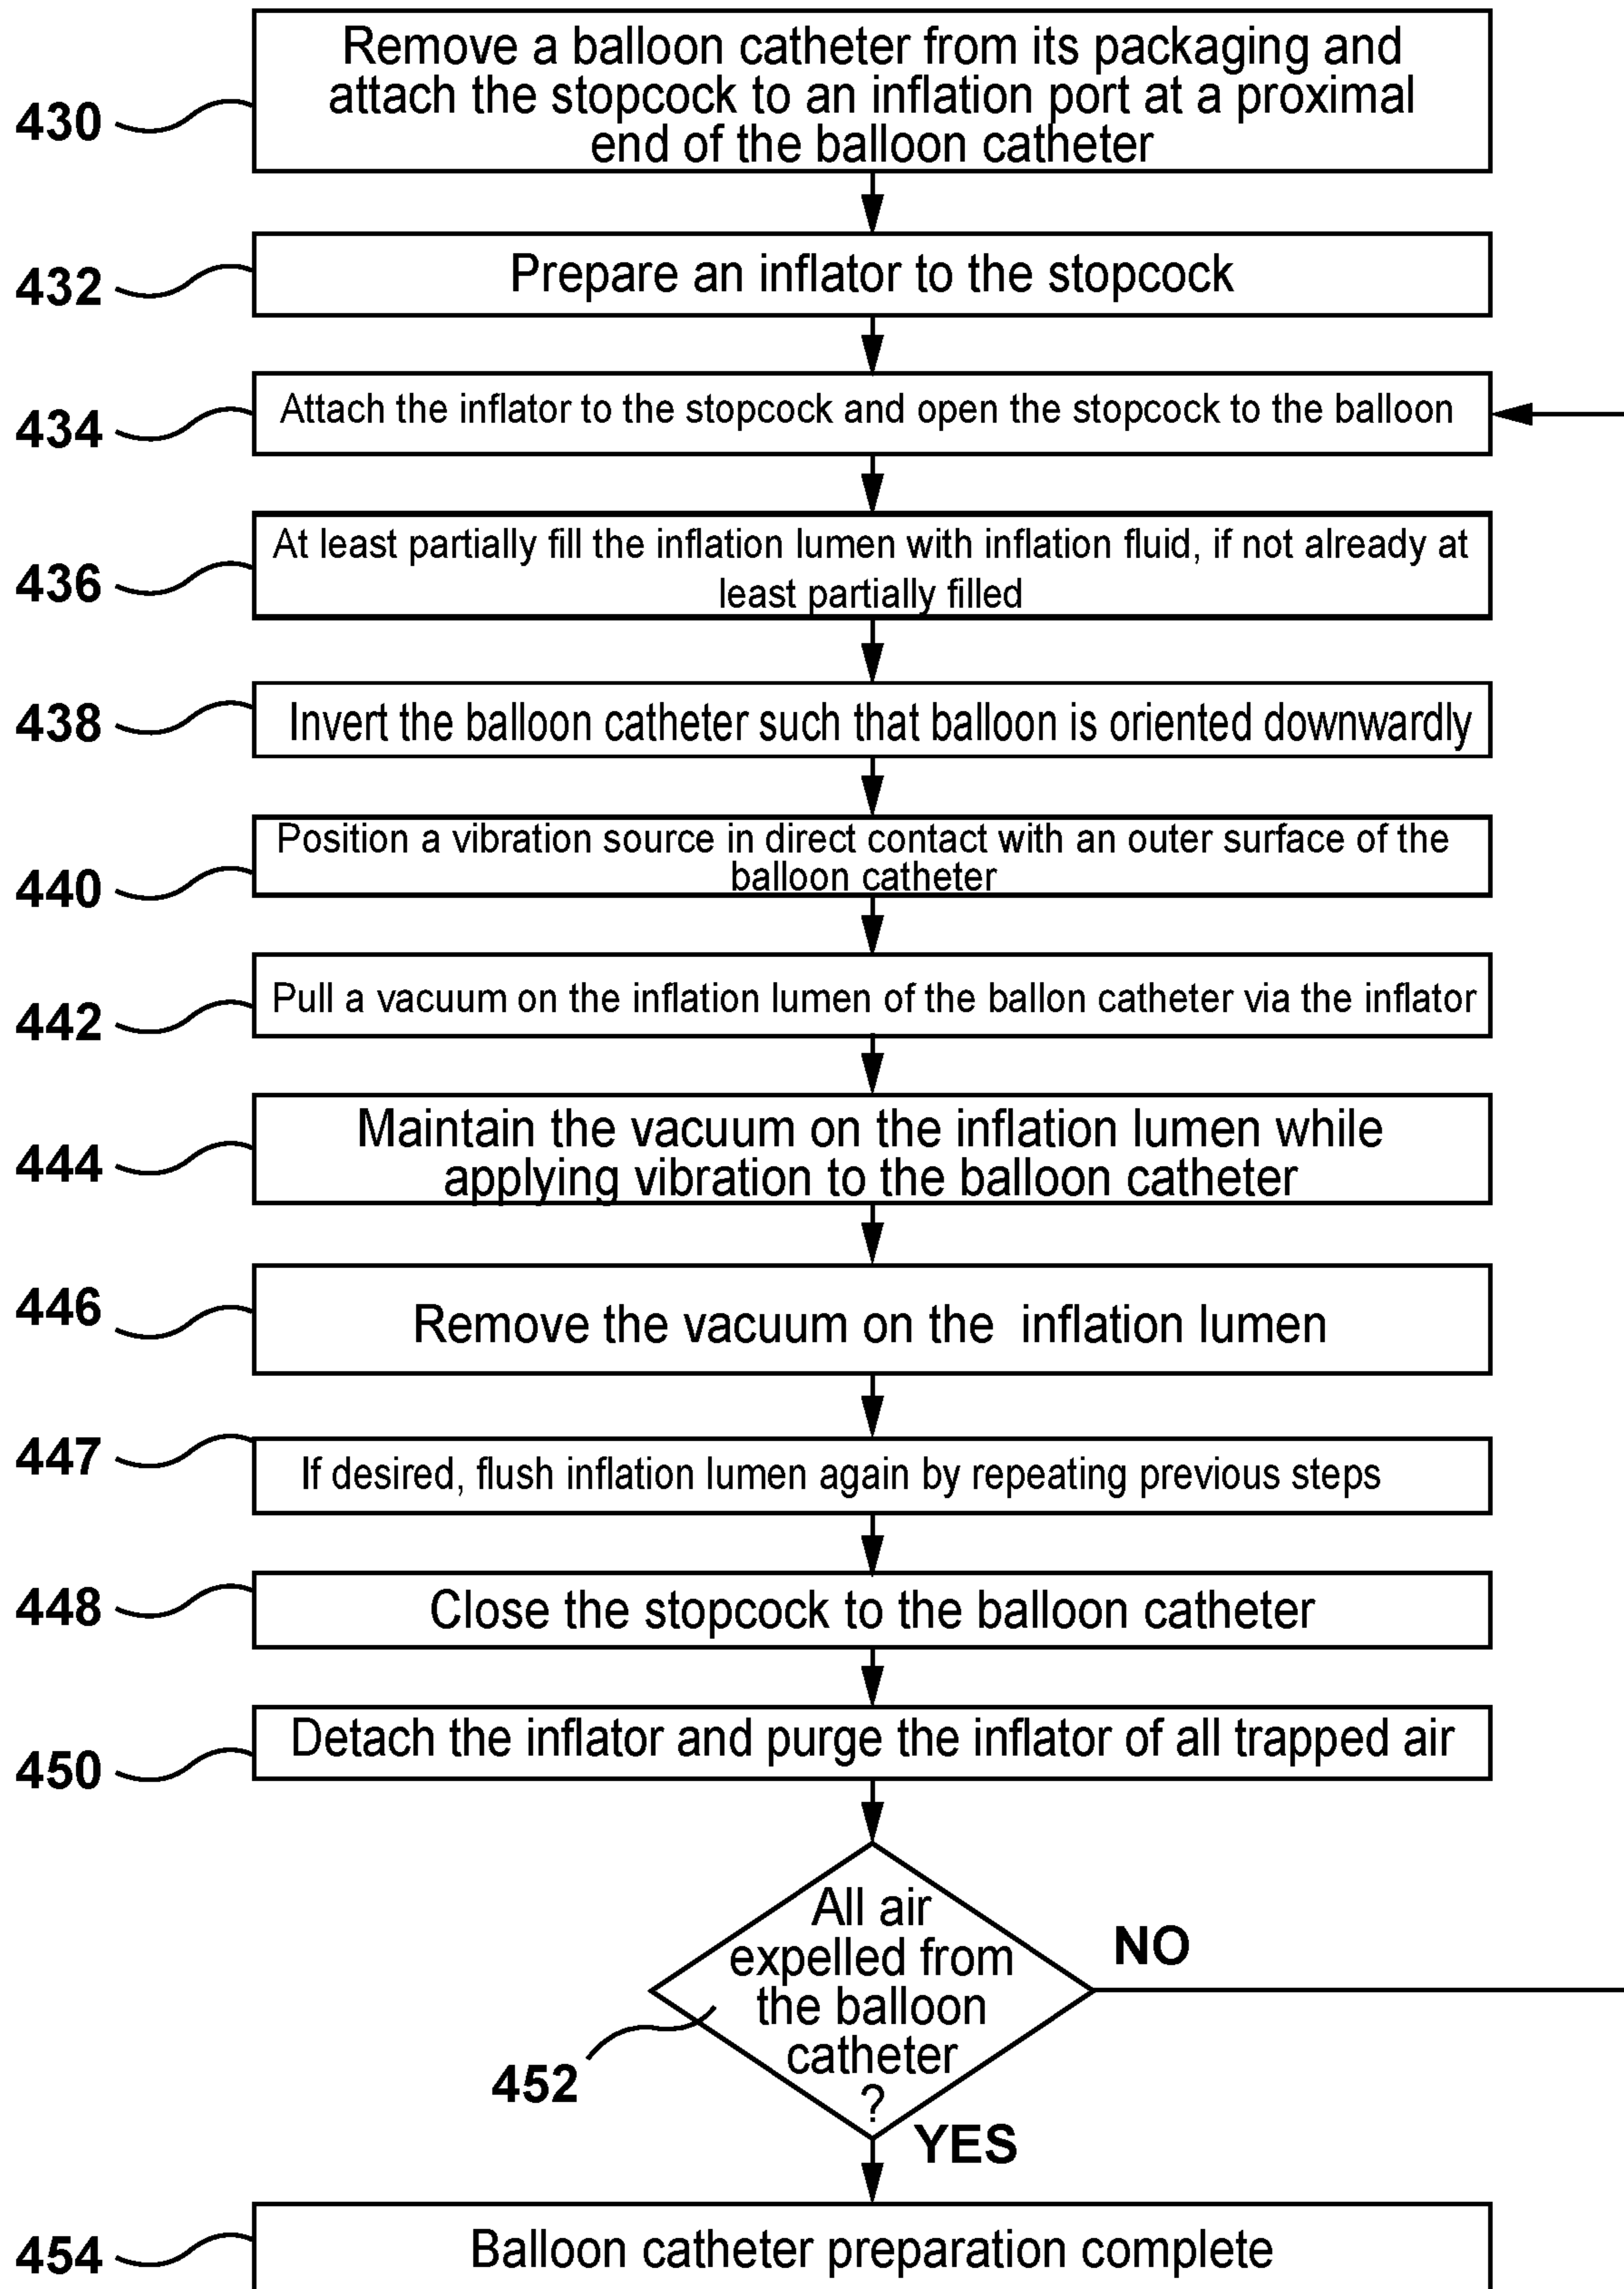 Remove a balloon catheter from its packaging and
attach the stopcock to an inflation port at a proximal
end of the balloon catheter
430
Prepare an inflator to the stopcock
432
Attach the inflator to the stopcock and open the stopcock to the balloon
434
At least partially fill the inflation lumen with inflation fluid, if not already at
least partially filled
436
Invert the balloon catheter such that balloon is oriented downwardly
438
Position a vibration source in direct contact with an outer surface of the
balloon catheter
440
Pull a vacuum on the inflation lumen of the ballon catheter via the inflator
442
Maintain the vacuum on the inflation lumen while
applying vibration to the balloon catheter
444
Remove the vacuum on the inflation lumen
446
If desired, flush inflation lumen again by repeating previous steps
447
Close the stopcock to the balloon catheter
448
Detach the inflator and purge the inflator of all trapped air
450
All air
expelled from
the balloon
catheter
?
NO
452
YES
Balloon catheter preparation complete
454